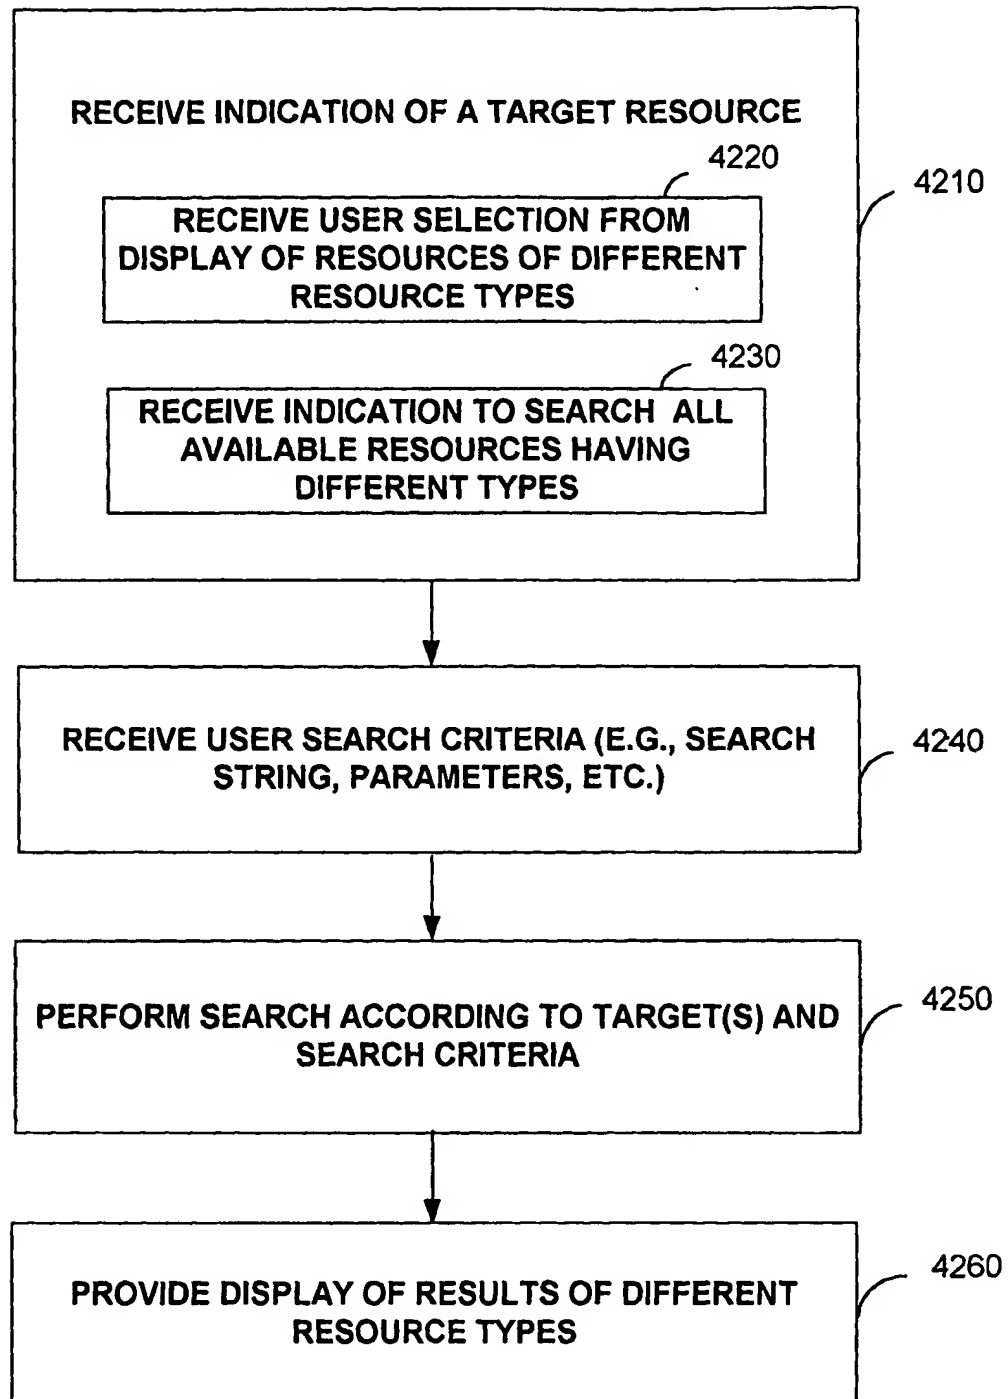 RECEIVE INDICATION OF A TARGET RESOURCE
4210
4220
RECEIVE USER SELECTION FROM
DISPLAY OF RESOURCES OF DIFFERENT
RESOURCE TYPES
4230
RECEIVE INDICATION TO SEARCH ALL
AVAILABLE RESOURCES HAVING
DIFFERENT TYPES
RECEIVE USER SEARCH CRITERIA (E.G., SEARCH
STRING, PARAMETERS, ETC.)
4240
PERFORM SEARCH ACCORDING TO TARGET(S) AND
SEARCH CRITERIA
4250
PROVIDE DISPLAY OF RESULTS OF DIFFERENT
RESOURCE TYPES
4260